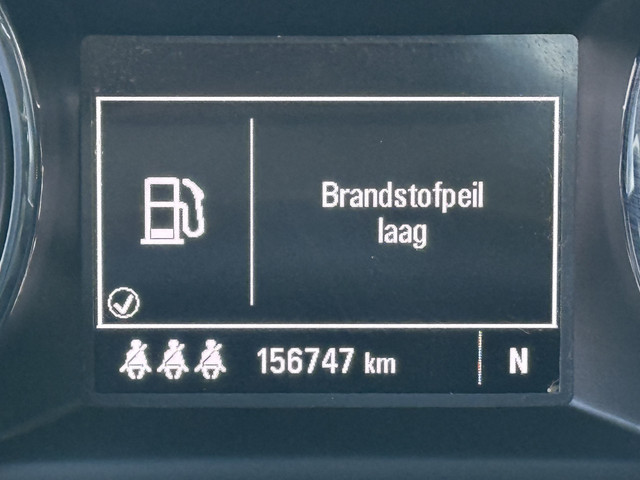 Brandstofpeil
laag
156747 km
N